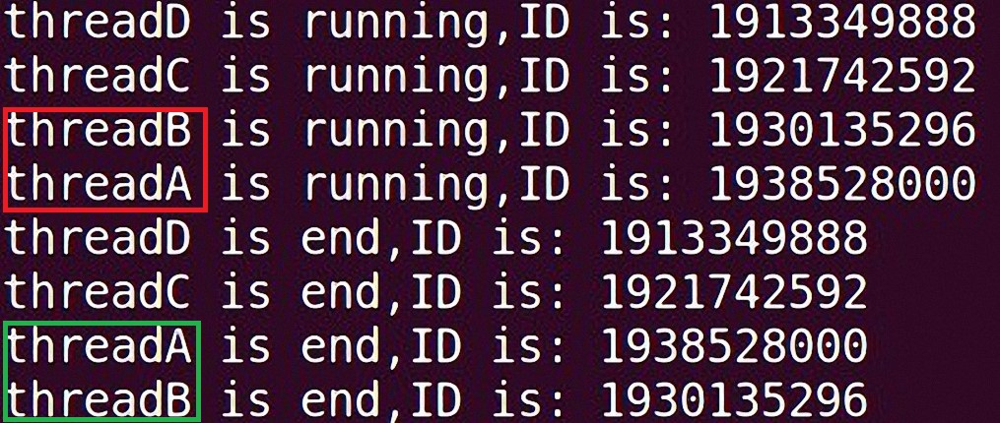 threadD is running,ID is: 1913349888
threadC is running,ID is: 1921742592
threadB is running,ID is: 1930135296
threadA is running,ID is: 1938528000
threadD is end,ID is: 1913349888
threadC is end,ID is: 1921742592
threadA is end,ID is: 1938528000
threadB is end,ID is: 1930135296